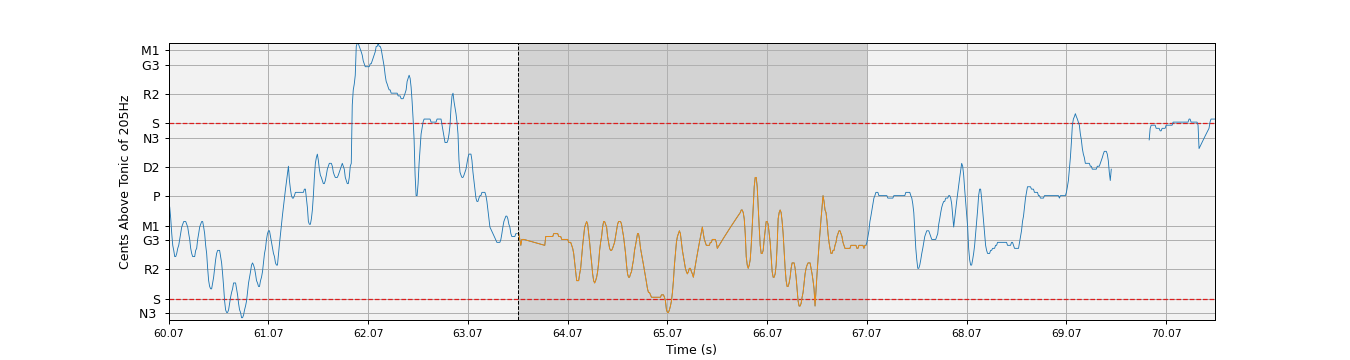 Cents Above Tonic of 205Hz
M1
G3
R2
S
N3
D2
P
M1
G3
R2
S
N3
60.07 61.07 62.07 63.07 64.07 65.07 66.07 67.07 68.07 69.07 70.07
Time (s)